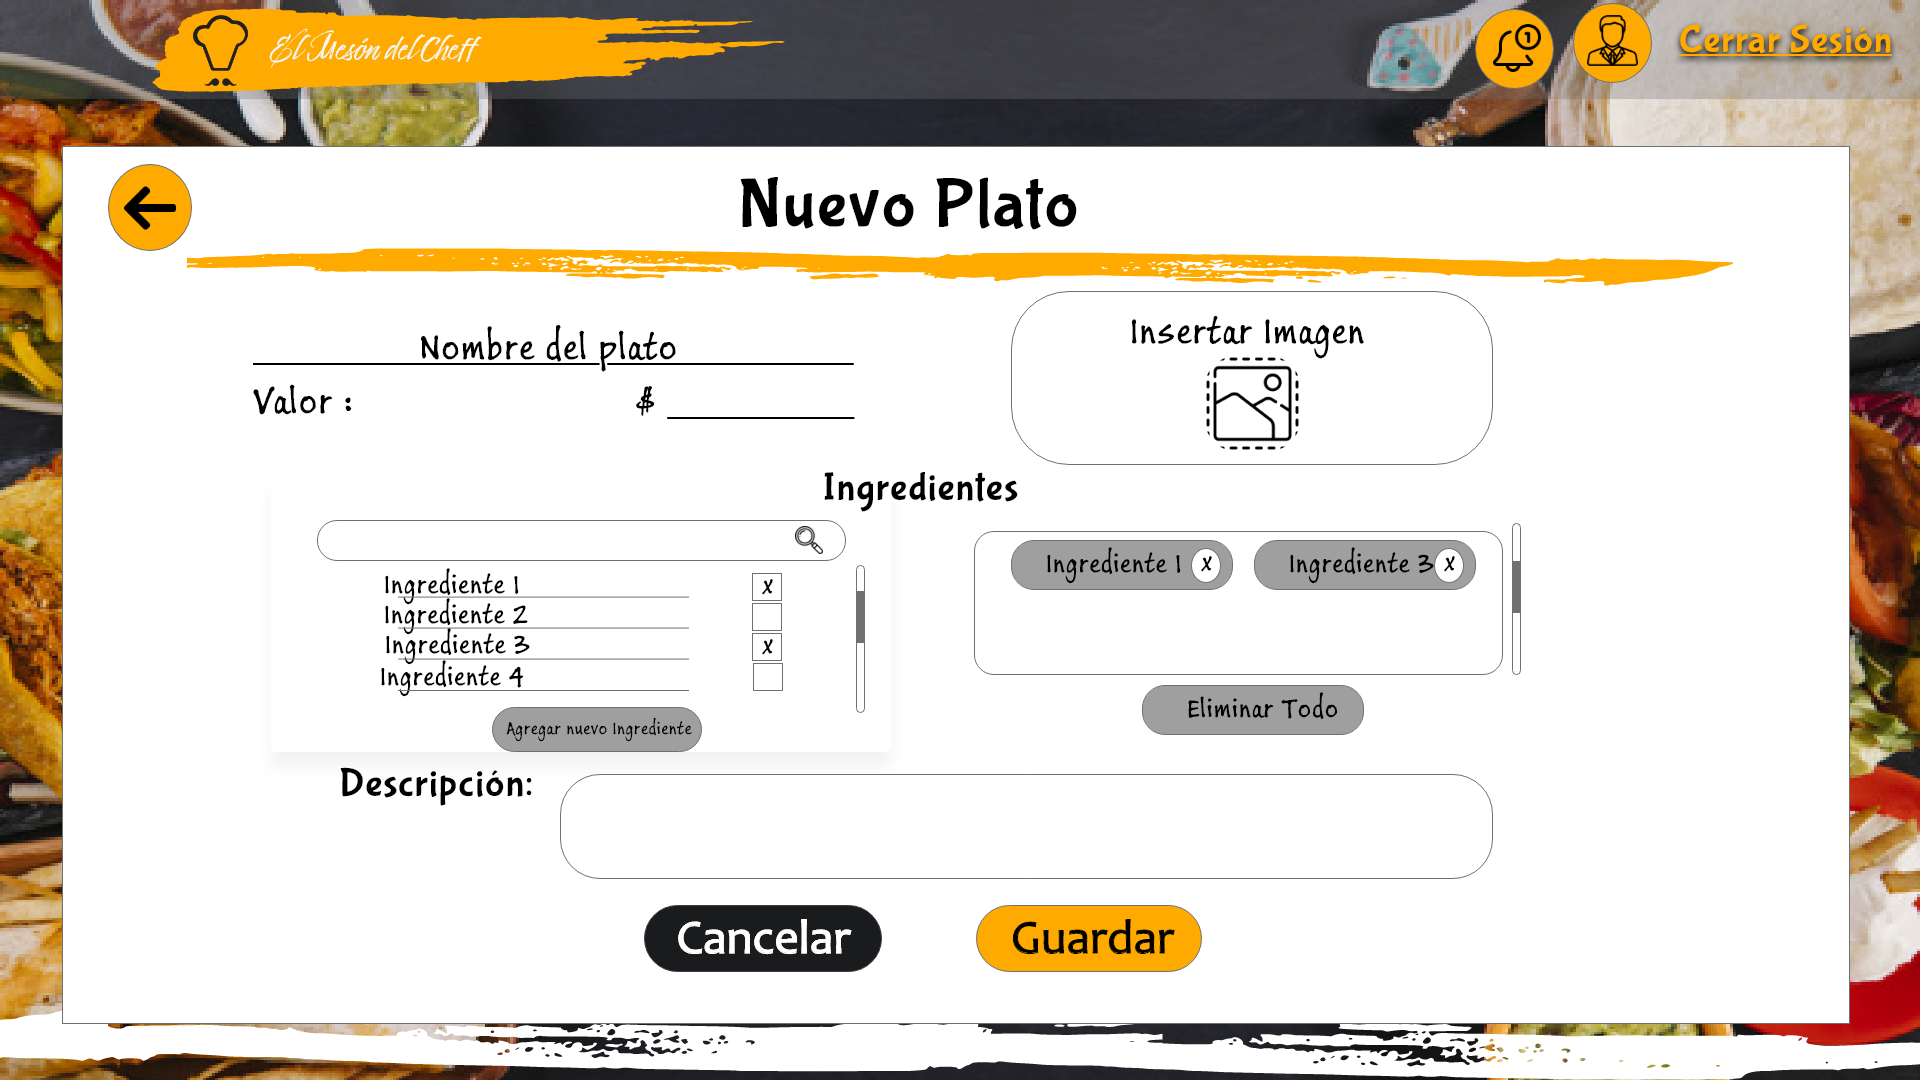 El Mesón del Cheff
1
Cerrar Sesión
Nuevo Plato
Nombre del plato
Insertar Imagen
Valor : $
Ingredientes
Ingrediente 1 x
Ingrediente 2
Ingrediente 3 x
Ingrediente 4
Agregar nuevo Ingrediente
Ingrediente 1 x
Ingrediente 3 x
Eliminar Todo
Descripción:
Cancelar
Guardar